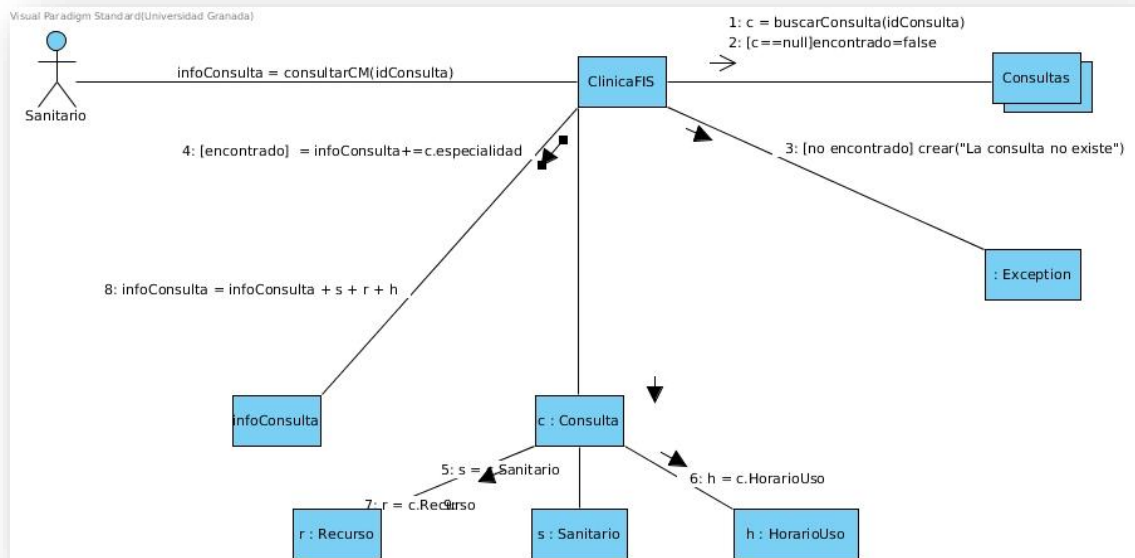 Visual Paradigm Standard(Universidad Granada)
1: c = buscarConsulta(idConsulta)
2: [c==null]encontrado=false
infoConsulta = consultarCM(idConsulta)
ClinicaFIS
Consultas
Sanitario
4: [encontrado] = infoConsulta+=c.especialidad
3: [no encontrado] crear("La consulta no existe")
: Exception
8: infoConsulta = infoConsulta + s + r + h
infoConsulta
c : Consulta
5: s = c.Sanitario
6: h = c.HorarioUso
7: r = c.Recurso
9:
r : Recurso
s : Sanitario
h : HorarioUso